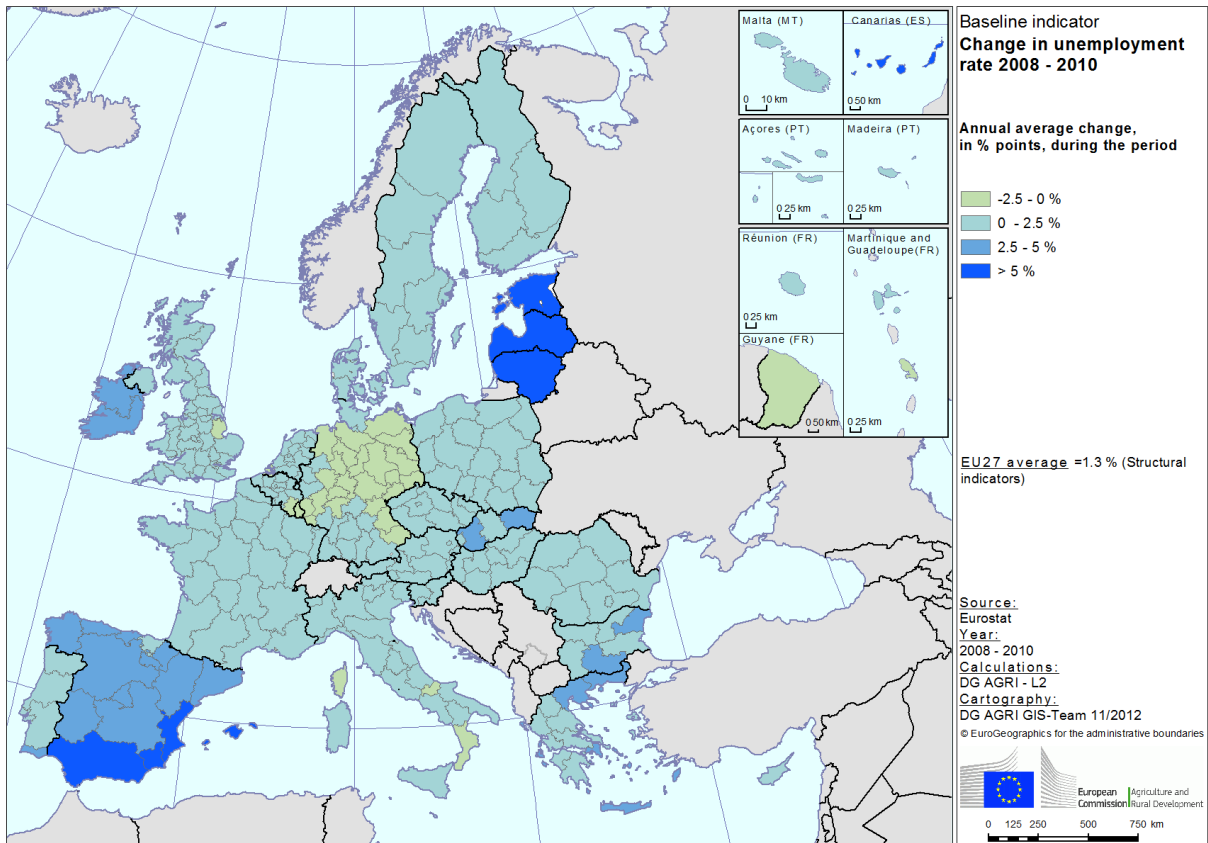 Malta (MT)
0 10 km
Canarias (ES)
0 50 km
Açores (PT)
0 25 km
Madeira (PT)
0 25 km
Réunion (FR)
0 25 km
Martinique and
Guadeloupe(FR)
0 25 km
Guyane (FR)
0 50 km
Baseline indicator
Change in unemployment
rate 2008 - 2010
Annual average change,
in % points, during the period
-2.5 - 0 %
0 - 2.5 %
2.5 - 5 %
> 5 %
EU27 average =1.3 % (Structural
indicators)
Source:
Eurostat
Year:
2008 - 2010
Calculations:
DG AGRI - L2
Cartography:
DG AGRI GIS-Team 11/2012
© EuroGeographics for the administrative boundaries
European
Commission
Agriculture and
Rural Development
0 125 250 500 750 km